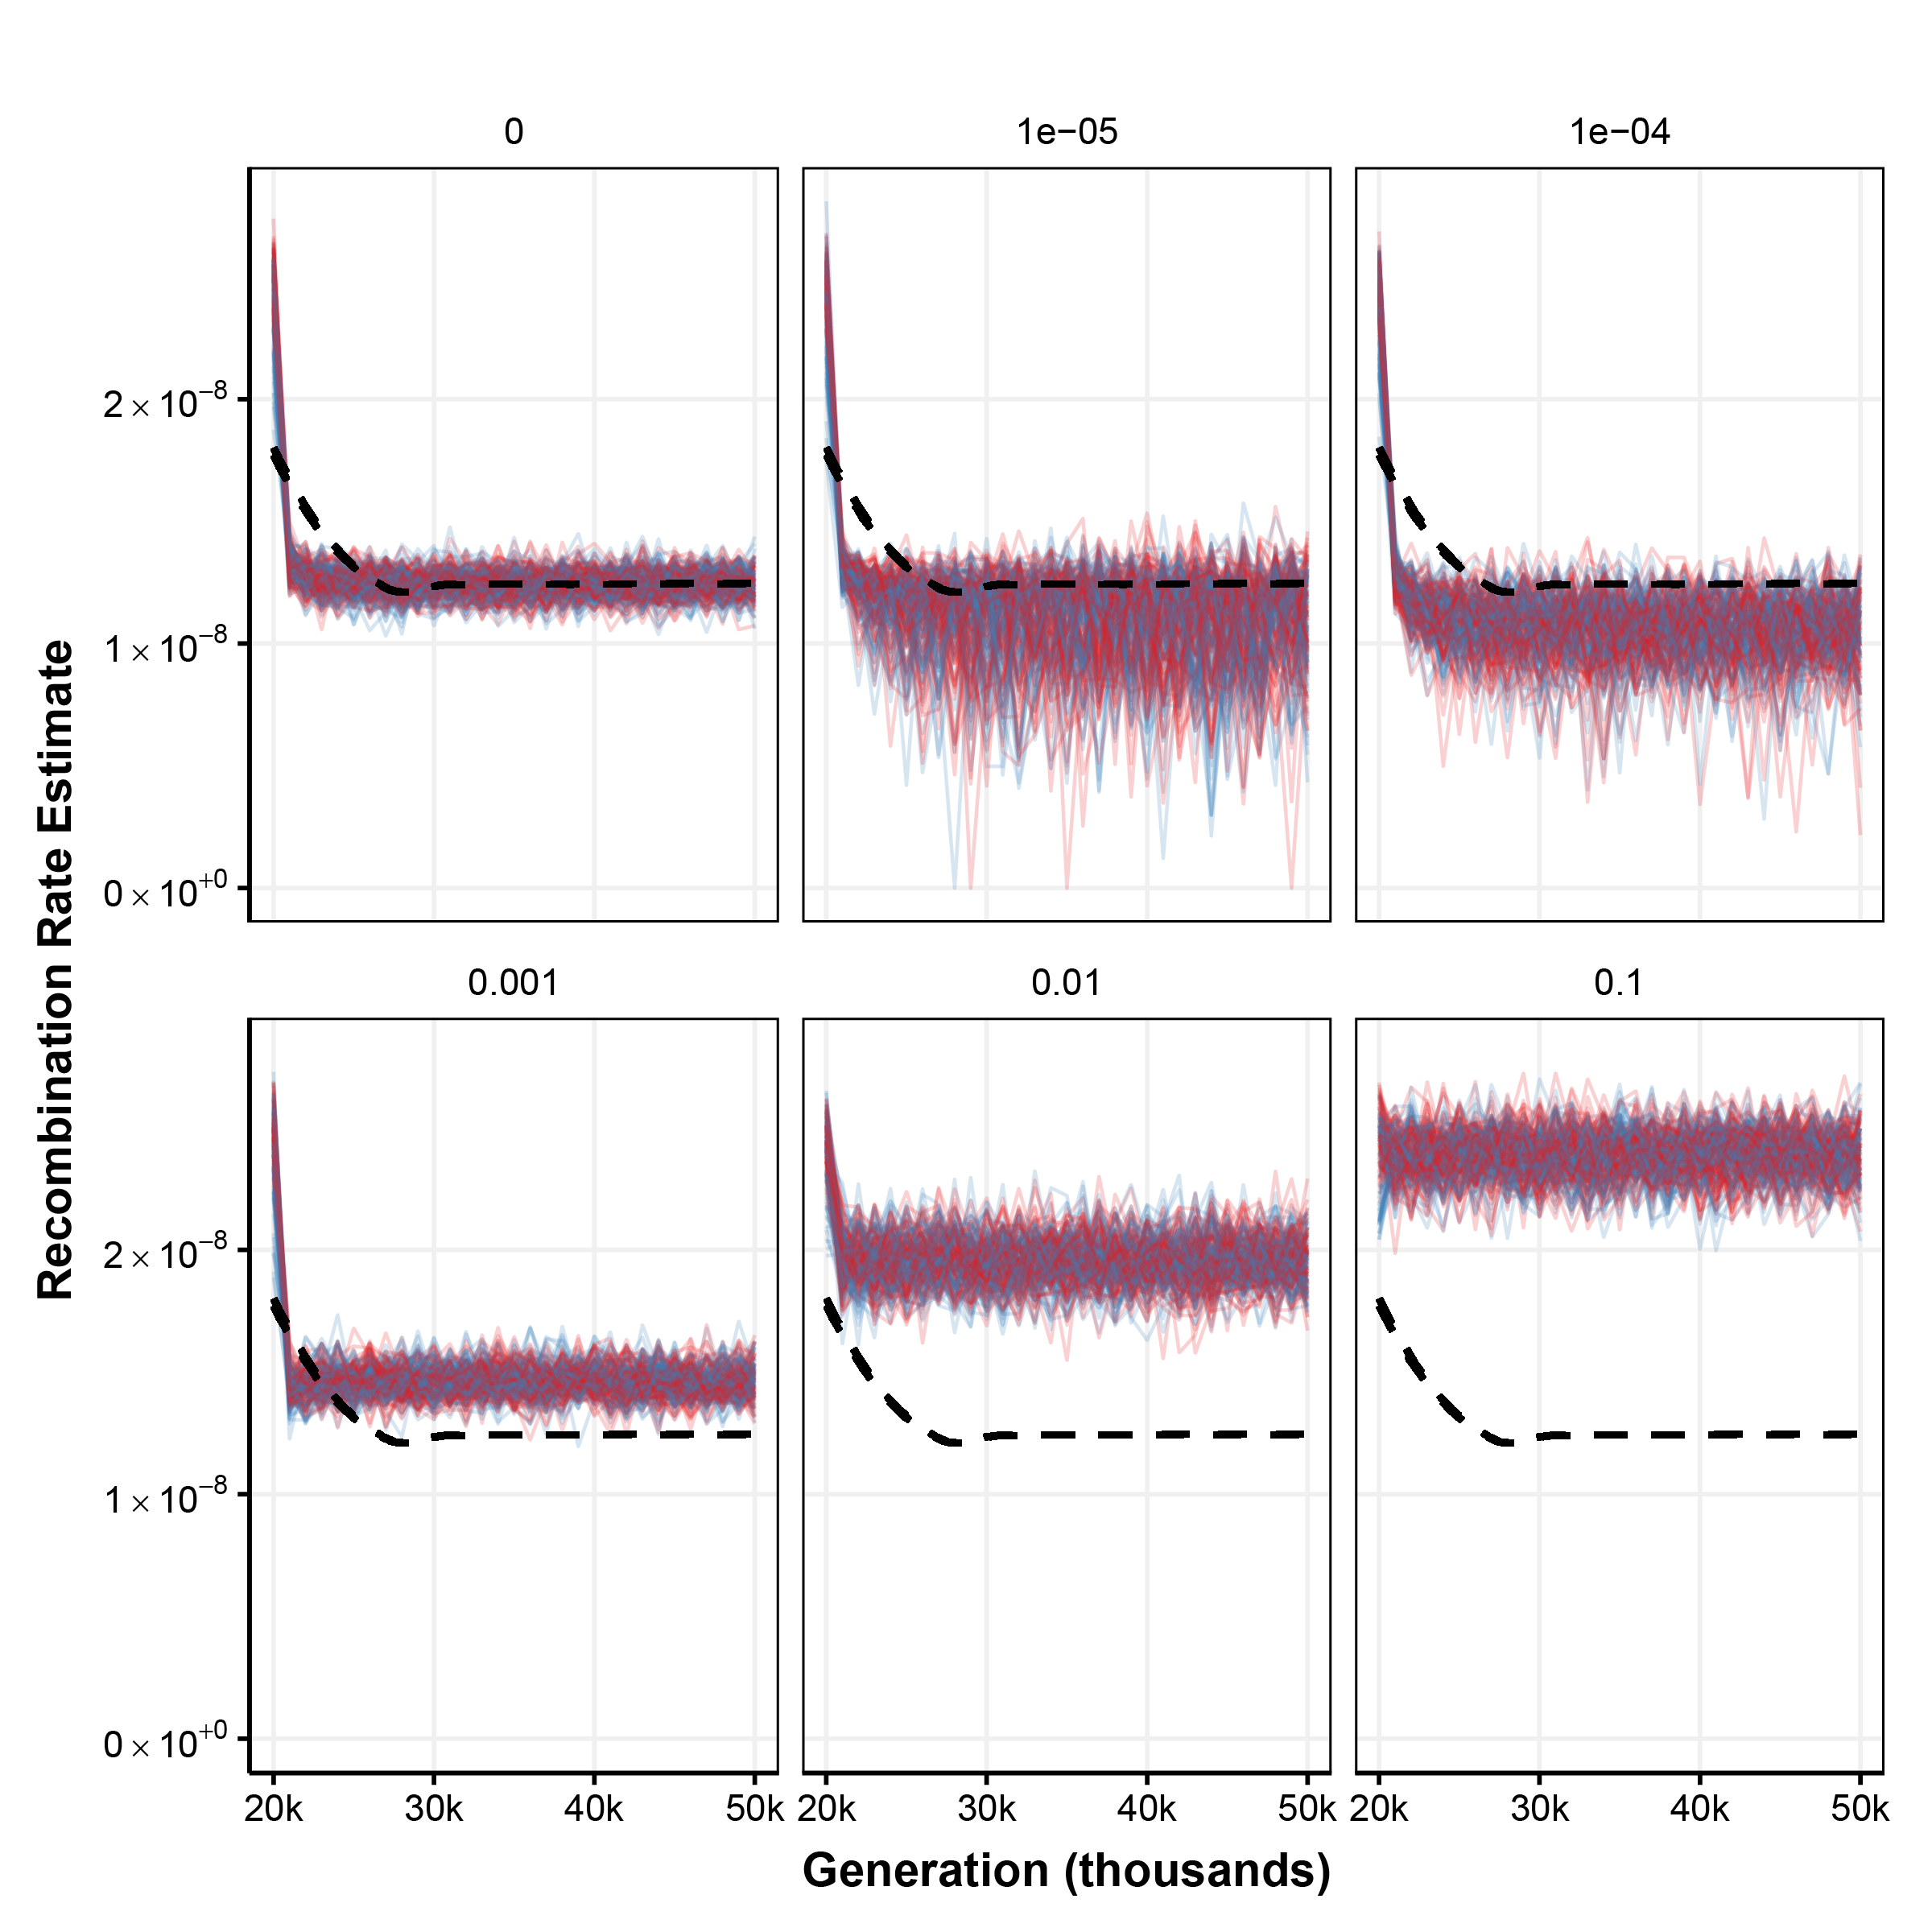 0
1e−05
1e−04
2 × 10⁻⁸
1 × 10⁻⁸
0 × 10⁺⁰
Recombination Rate Estimate
0.001
0.01
0.1
2 × 10⁻⁸
1 × 10⁻⁸
0 × 10⁺⁰
20k 30k 40k 50k 20k 30k 40k 50k 20k 30k 40k 50k
Generation (thousands)